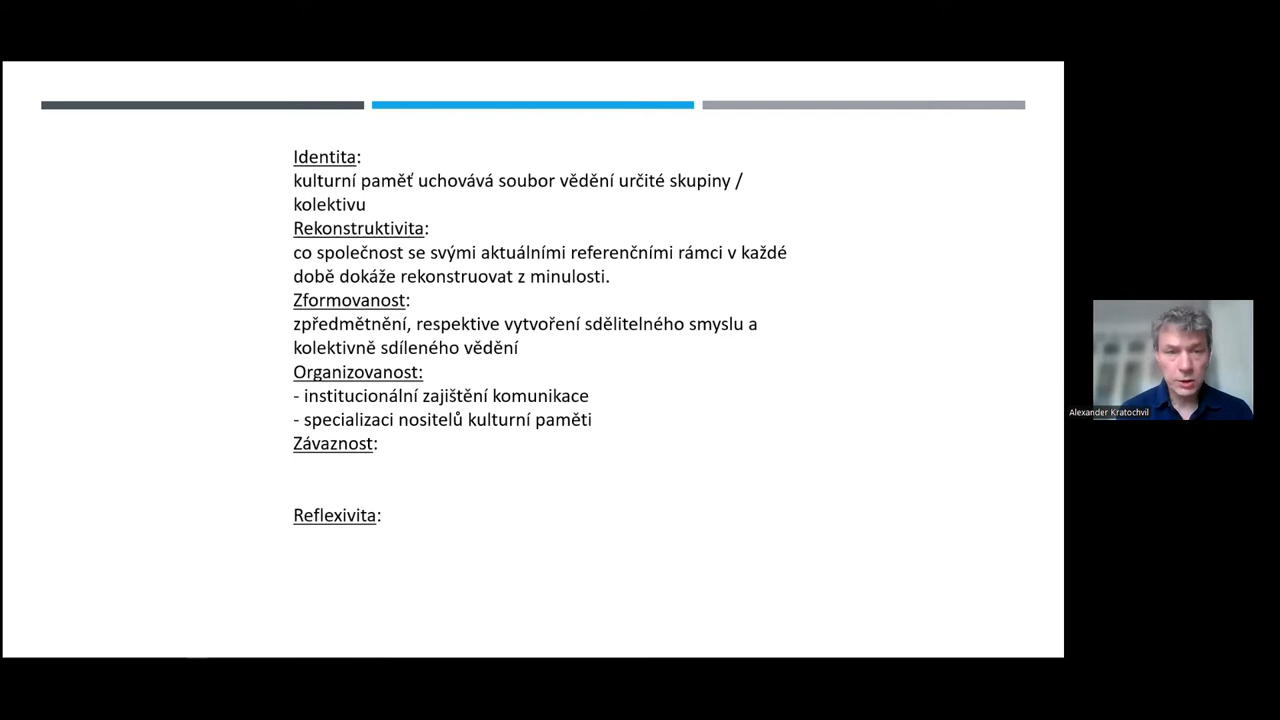 Identita:
kulturní paměť uchovává soubor vědění určité skupiny /
kolektivu
Rekonstruktivita:
co společnost se svými aktuálními referenčními rámci v každé
době dokáže rekonstruovat z minulosti.
Zformovanost:
zpředmětnění, respektive vytvoření sdělitelného smyslu a
kolektivně sdíleného vědění
Organizovanost:
- institucionální zajištění komunikace
- specializaci nositelů kulturní paměti
Závaznost:
Reflexivita:
Alexander Kratochvil